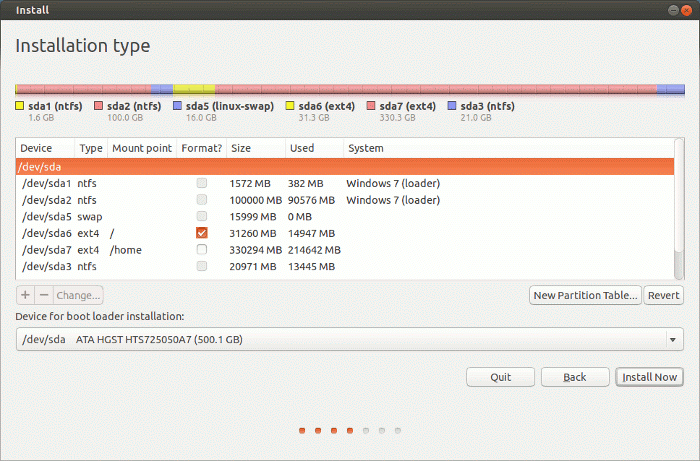 Install
Installation type
sda1 (ntfs) sda2 (ntfs) sda5 (linux-swap) sda6 (ext4) sda7 (ext4) sda3 (ntfs)
1.6 GB 100.0 GB 16.0 GB 31.3 GB 330.3 GB 21.0 GB
Device Type Mount point Format? Size Used System
/dev/sda
/dev/sda1 ntfs 1572 MB 382 MB Windows 7 (loader)
/dev/sda2 ntfs 100000 MB 90576 MB Windows 7 (loader)
/dev/sda5 swap 15999 MB 0 MB
/dev/sda6 ext4 / 31260 MB 14947 MB
/dev/sda7 ext4 /home 330294 MB 214642 MB
/dev/sda3 ntfs 20971 MB 13445 MB
+ − Change... New Partition Table... Revert
Device for boot loader installation:
/dev/sda ATA HGST HTS725050A7 (500.1 GB)
Quit Back Install Now